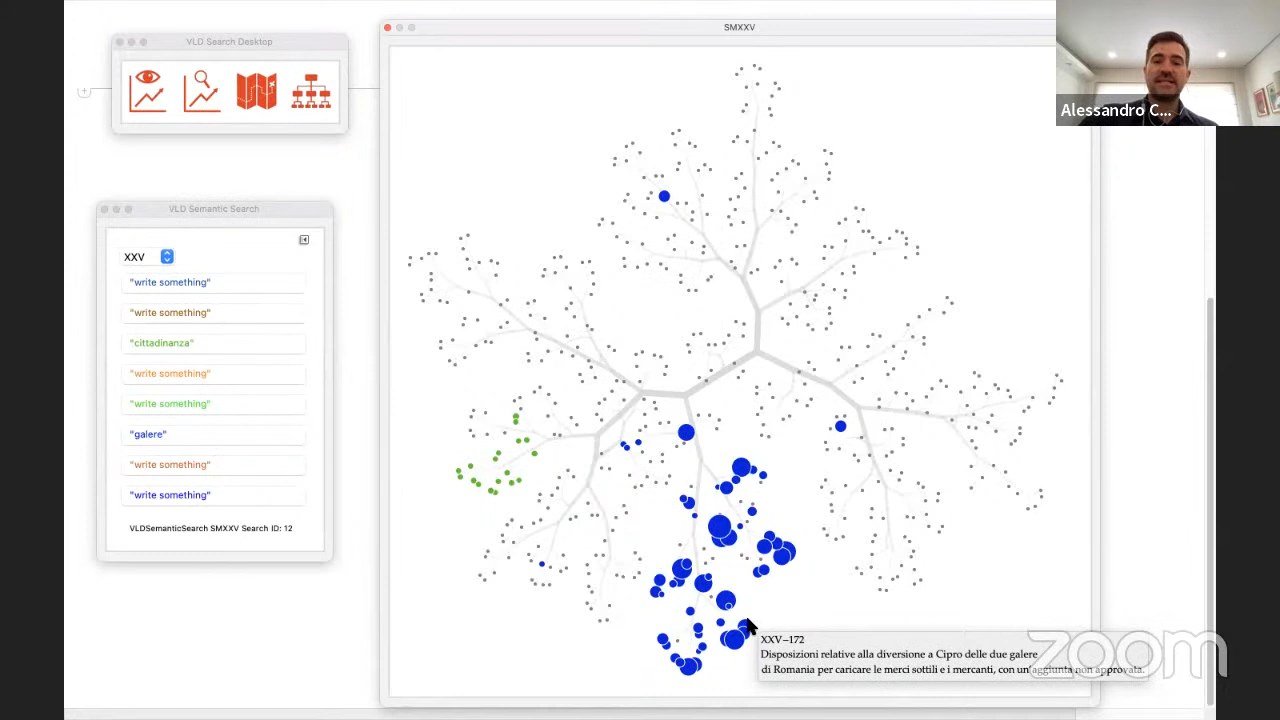 VLD Search Desktop
SMXXV
Alessandro C...
VLD Semantic Search
XXV
"write something"
"write something"
"cittadinanza"
"write something"
"write something"
"galere"
"write something"
"write something"
VLDSemanticSearch SMXXV Search ID: 12
XXV−172
Disposizioni relative alla diversione a Cipro delle due galere
di Romania per caricare le merci sottili e i mercanti, con un'aggiunta non approvata.
zoom